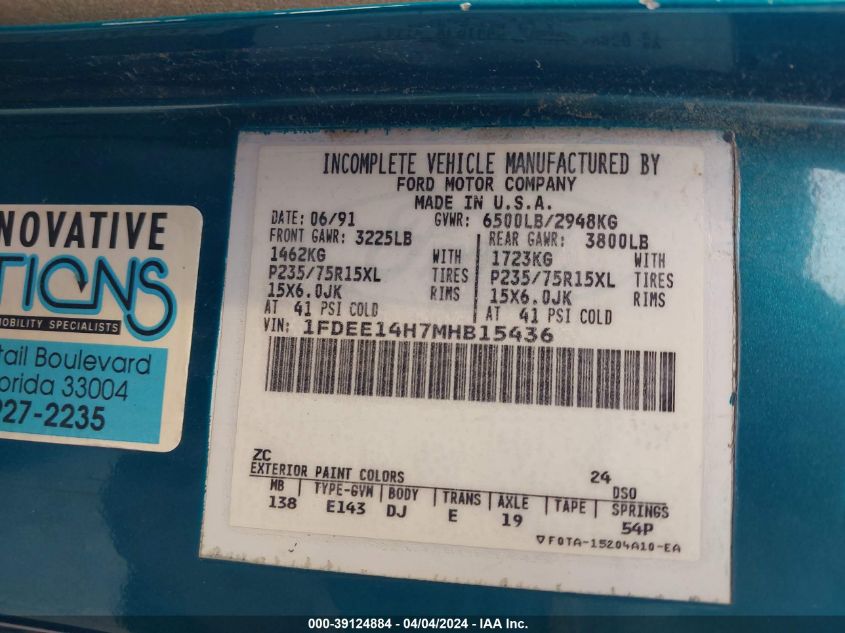 INCOMPLETE VEHICLE MANUFACTURED BY
FORD MOTOR COMPANY
MADE IN U.S.A.
DATE: 06/91 GVWR: 6500LB/2948KG
FRONT GAWR: 3225LB REAR GAWR: 3800LB
1462KG WITH 1723KG WITH
P235/75R15XL TIRES P235/75R15XL TIRES
15X6.0JK RIMS 15X6.0JK RIMS
AT 41 PSI COLD AT 41 PSI COLD
VIN: 1FDEE14H7MHB15436
ZC
EXTERIOR PAINT COLORS 24 DSO
MB TYPE-GVW BODY TRANS AXLE TAPE SPRINGS
138 E143 DJ E 19 54P
F0TA-15204A10-EA
NOVATIVE
TIONS
MOBILITY SPECIALISTS
tail Boulevard
orida 33004
927-2235
000-39124884 - 04/04/2024 - IAA Inc.